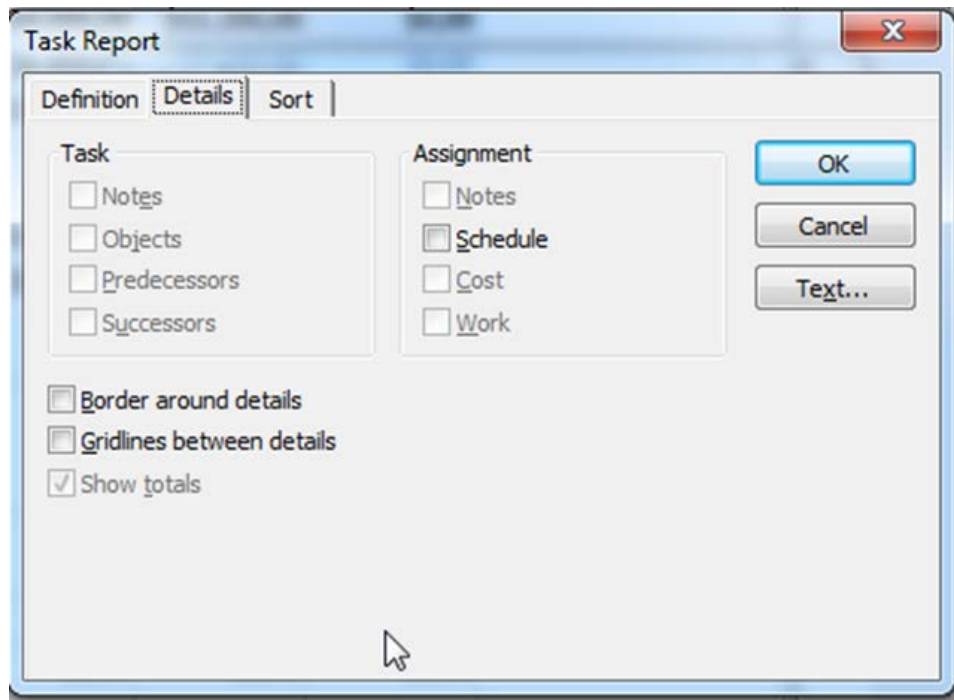 Task Report
Definition Details Sort
Task
Notes
Objects
Predecessors
Successors
Assignment
Notes
Schedule
Cost
Work
OK
Cancel
Text...
Border around details
Gridlines between details
Show totals